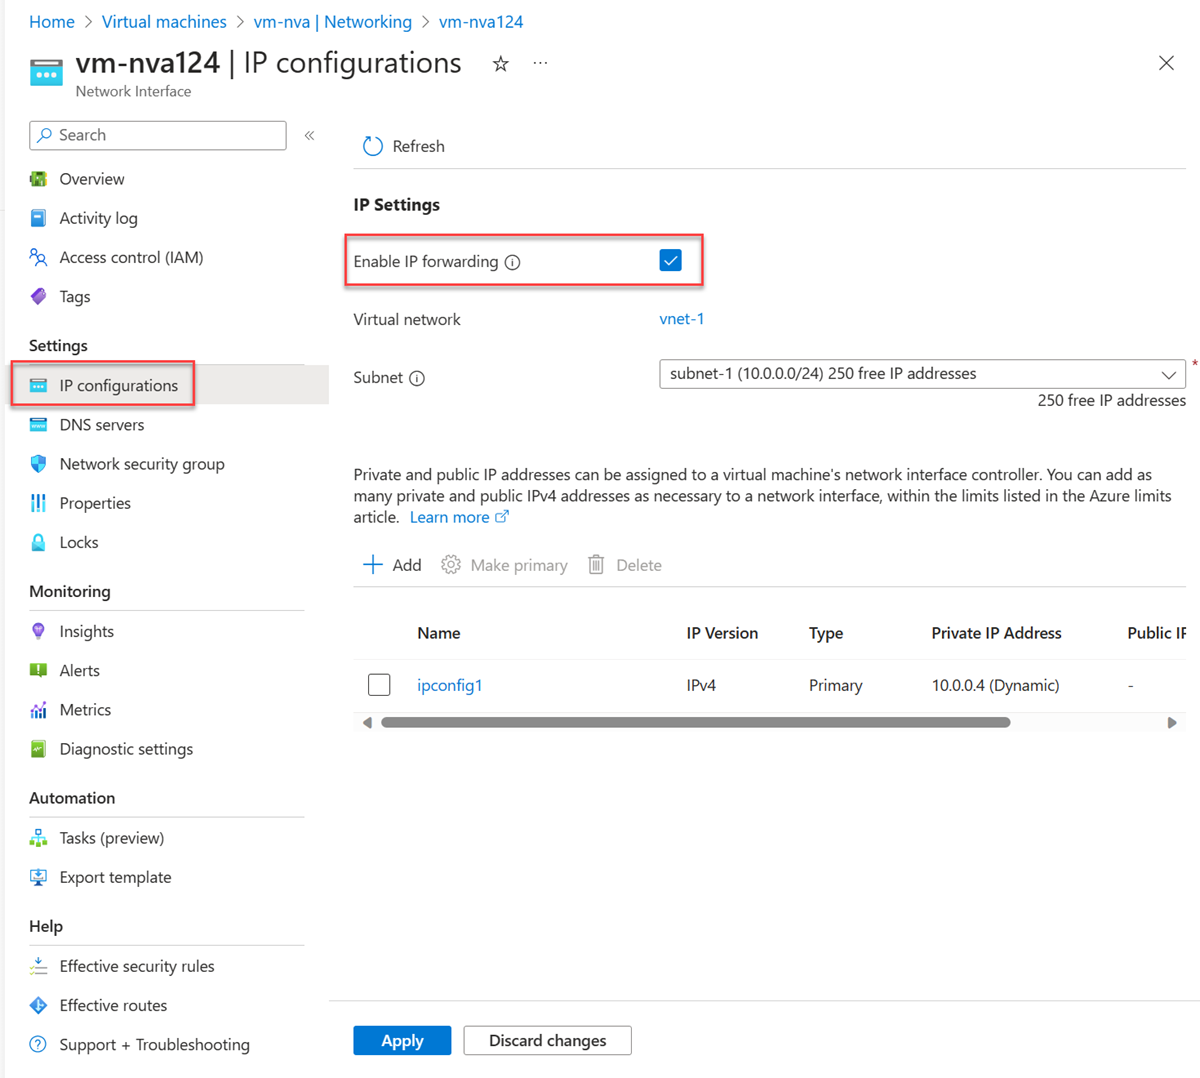 Home > Virtual machines > vm-nva | Networking > vm-nva124
vm-nva124 | IP configurations
Network Interface
Search
Overview
Activity log
Access control (IAM)
Tags
Settings
IP configurations
DNS servers
Network security group
Properties
Locks
Monitoring
Insights
Alerts
Metrics
Diagnostic settings
Automation
Tasks (preview)
Export template
Help
Effective security rules
Effective routes
Support + Troubleshooting
Refresh
IP Settings
Enable IP forwarding
Virtual network vnet-1
Subnet subnet-1 (10.0.0.0/24) 250 free IP addresses *
250 free IP addresses
Private and public IP addresses can be assigned to a virtual machine's network interface controller. You can add as
many private and public IPv4 addresses as necessary to a network interface, within the limits listed in the Azure limits
article. Learn more
Add Make primary Delete
Name IP Version Type Private IP Address Public IP
ipconfig1 IPv4 Primary 10.0.0.4 (Dynamic) -
Apply Discard changes